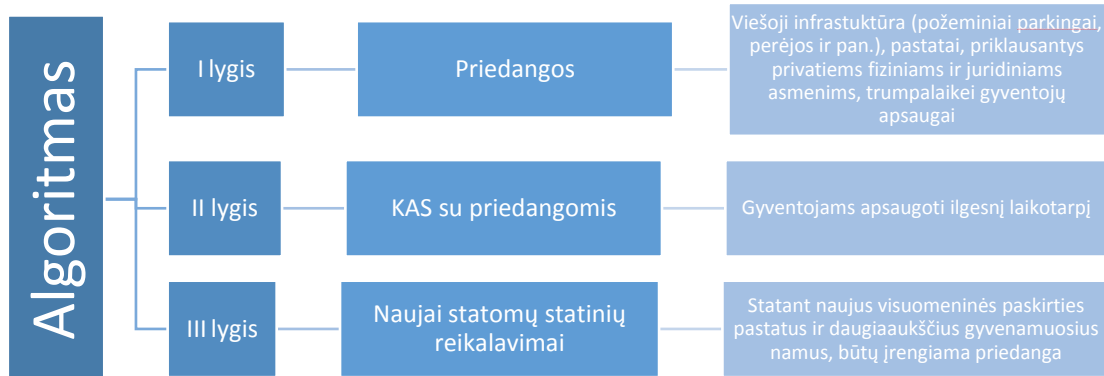 Algoritmas
I lygis
Priedangos
Viešoji infrastuktūra (požeminiai parkingai,
perėjos ir pan.), pastatai, priklausantys
privatiems fiziniams ir juridiniams
asmenims, trumpalaikei gyventojų
apsaugai
II lygis
KAS su priedangomis
Gyventojams apsaugoti ilgesnį laikotarpį
III lygis
Naujai statomų statinių
reikalavimai
Statant naujus visuomeninės paskirties
pastatus ir daugiaaukščius gyvenamuosius
namus, būtų įrengiama priedanga